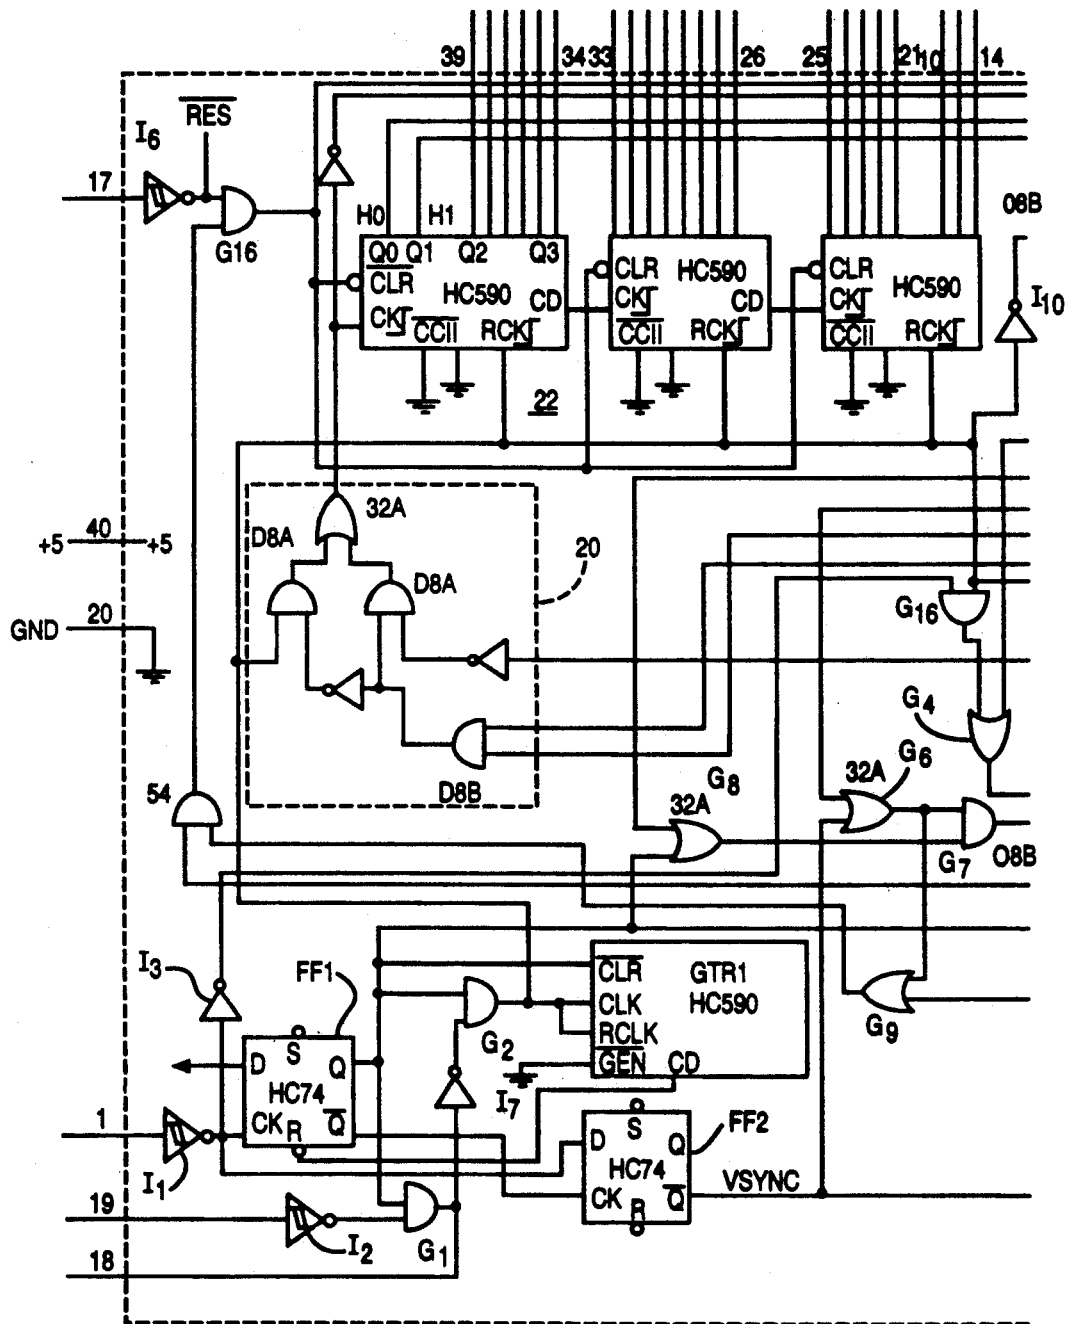 39 34 33 26 25 21 10 14
RES
I6
17
G16
H0 H1
O8B
Q0 Q1 Q2 Q3
CLR
HC590
CK
CCII
RCK
CD
CLR
HC590
CK
CD
CCII
RCK
CLR
HC590
CK
CCII
RCK
I10
22
32A
D8A
D8A
20
+5 40 +5
GND 20
G16
G4
G6
32A
G8
32A
D8B
54
G7
O8B
I3
FF1
CLR GTR1
CLK HC590
RCLK
GEN CD
G2
G9
D S Q
HC74
CK R Q
I7
1
I1
D S Q
HC74
CK R Q
FF2
VSYNC
19
I2
G1
18